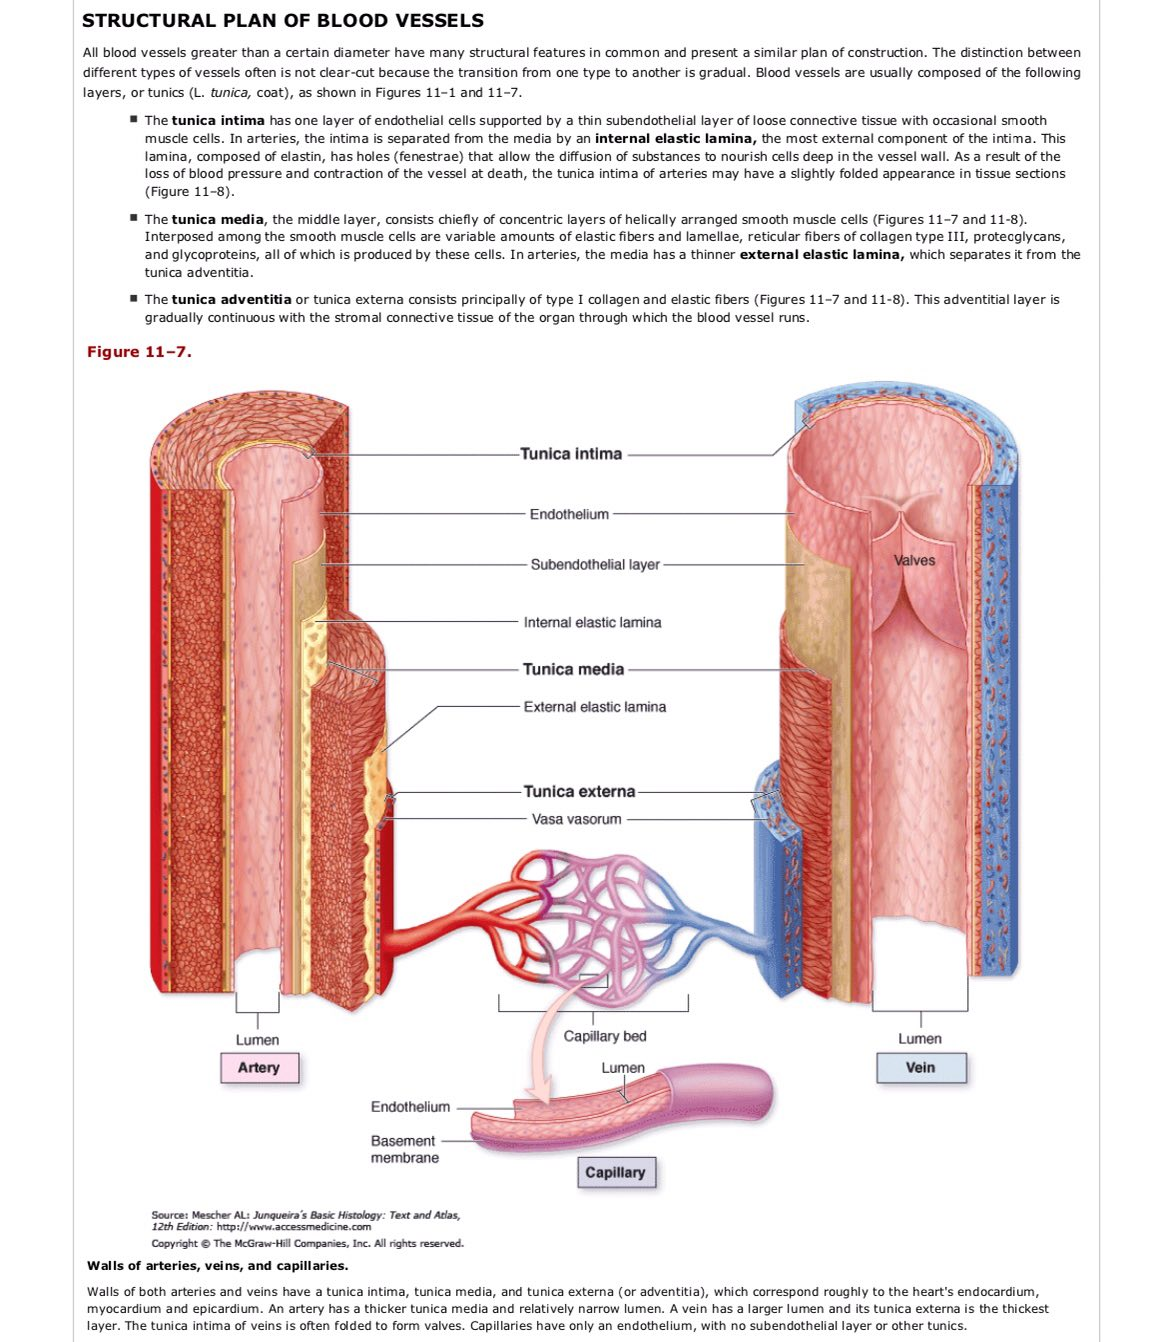 STRUCTURAL PLAN OF BLOOD VESSELS
All blood vessels greater than a certain diameter have many structural features in common and present a similar plan of construction. The distinction between
different types of vessels often is not clear-cut because the transition from one type to another is gradual. Blood vessels are usually composed of the following
layers, or tunics (L. tunica, coat), as shown in Figures 11–1 and 11–7.
■ The tunica intima has one layer of endothelial cells supported by a thin subendothelial layer of loose connective tissue with occasional smooth
muscle cells. In arteries, the intima is separated from the media by an internal elastic lamina, the most external component of the intima. This
lamina, composed of elastin, has holes (fenestrae) that allow the diffusion of substances to nourish cells deep in the vessel wall. As a result of the
loss of blood pressure and contraction of the vessel at death, the tunica intima of arteries may have a slightly folded appearance in tissue sections
(Figure 11–8).
■ The tunica media, the middle layer, consists chiefly of concentric layers of helically arranged smooth muscle cells (Figures 11–7 and 11-8).
Interposed among the smooth muscle cells are variable amounts of elastic fibers and lamellae, reticular fibers of collagen type III, protecglycans,
and glycoproteins, all of which is produced by these cells. In arteries, the media has a thinner external elastic lamina, which separates it from the
tunica adventitia.
■ The tunica adventitia or tunica externa consists principally of type I collagen and elastic fibers (Figures 11–7 and 11-8). This adventitial layer is
gradually continuous with the stromal connective tissue of the organ through which the blood vessel runs.
Figure 11–7.
Tunica intima
Endothelium
Subendothelial layer
Valves
Internal elastic lamina
Tunica media
External elastic lamina
Tunica externa
Vasa vasorum
Capillary bed
Lumen
Artery
Lumen
Vein
Lumen
Endothelium
Basement
membrane
Capillary
Source: Mescher AL: Junqueira's Basic Histology: Text and Atlas,
12th Edition: http://www.accessmedicine.com
Copyright © The McGraw-Hill Companies, Inc. All rights reserved.
Walls of arteries, veins, and capillaries.
Walls of both arteries and veins have a tunica intima, tunica media, and tunica externa (or adventitia), which correspond roughly to the heart's endocardium,
myocardium and epicardium. An artery has a thicker tunica media and relatively narrow lumen. A vein has a larger lumen and its tunica externa is the thickest
layer. The tunica intima of veins is often folded to form valves. Capillaries have only an endothelium, with no subendothelial layer or other tunics.